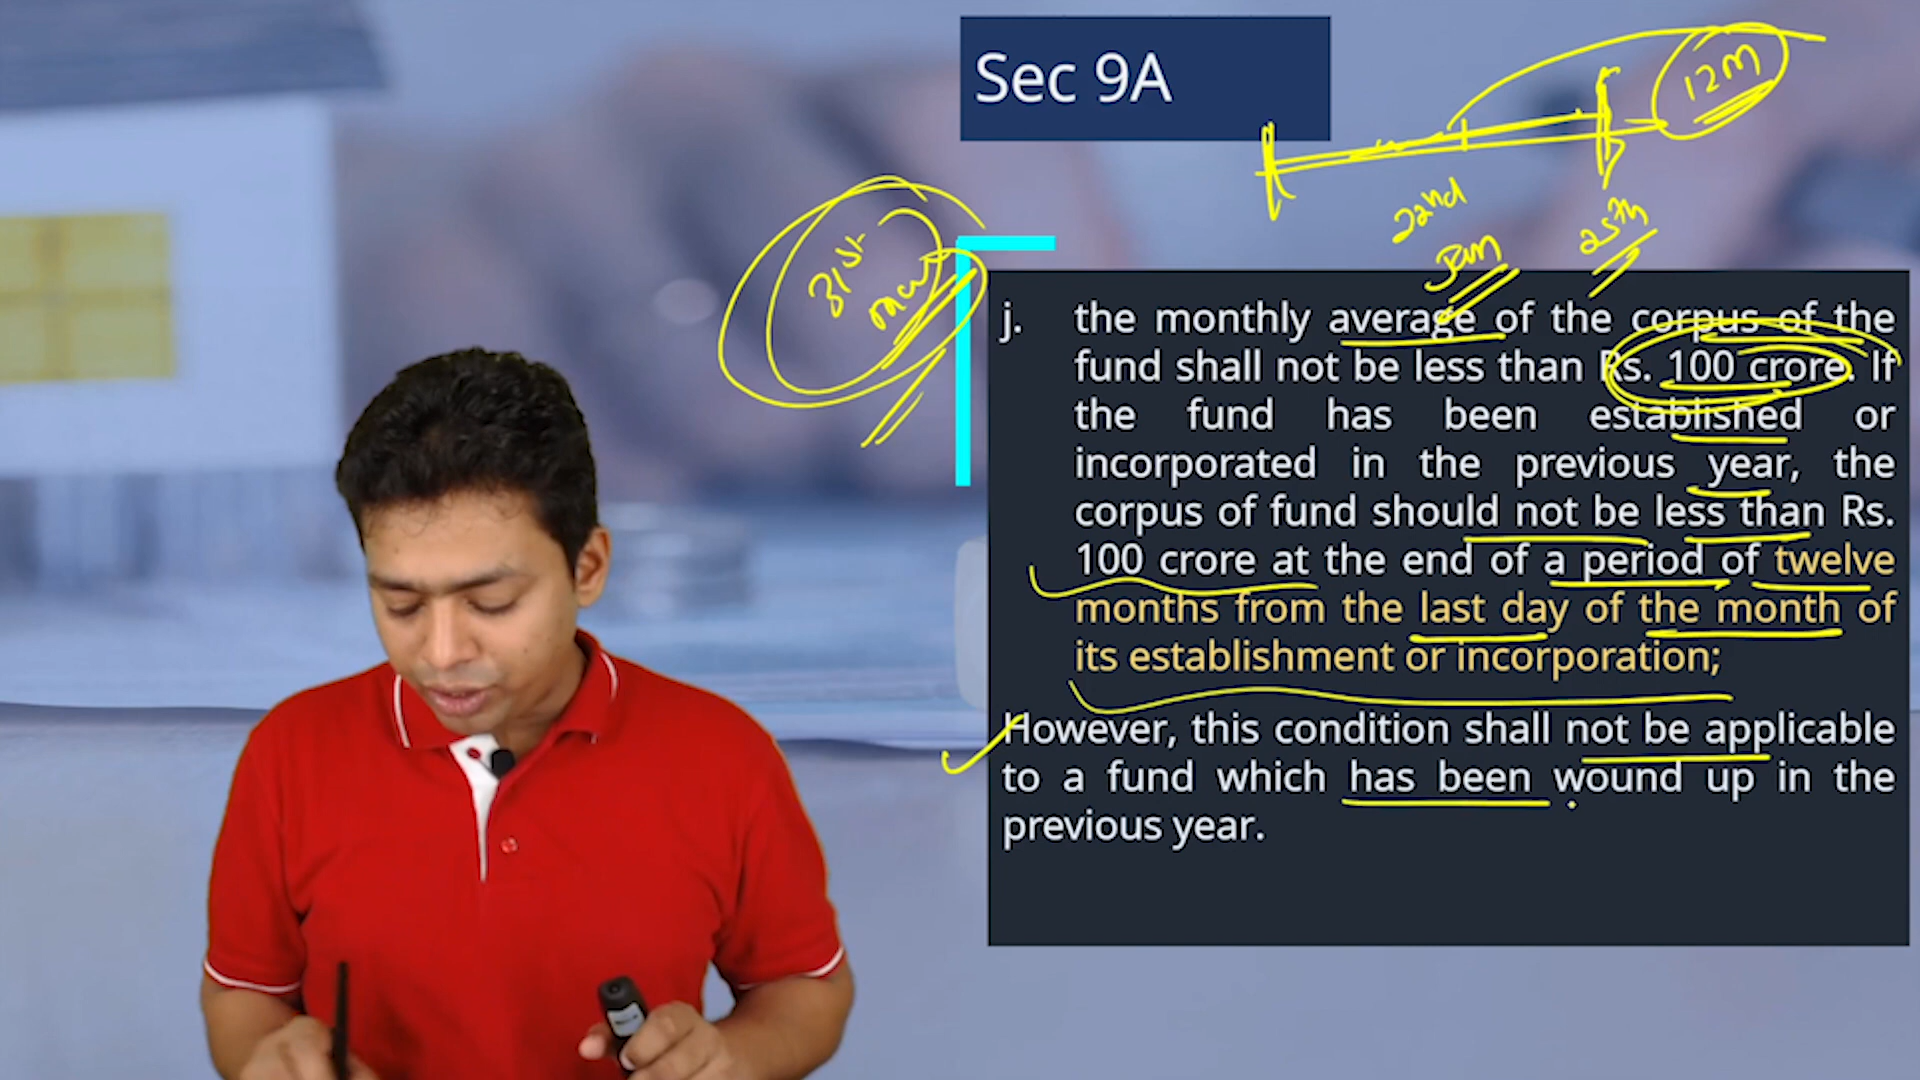 Sec 9A
12M
22nd
Jan
25th
31st
j. the monthly average of the corpus of the
fund shall not be less than Rs. 100 crore. If
the fund has been established or
incorporated in the previous year, the
corpus of fund should not be less than Rs.
100 crore at the end of a period of twelve
months from the last day of the month of
its establishment or incorporation;
However, this condition shall not be applicable
to a fund which has been wound up in the
previous year.